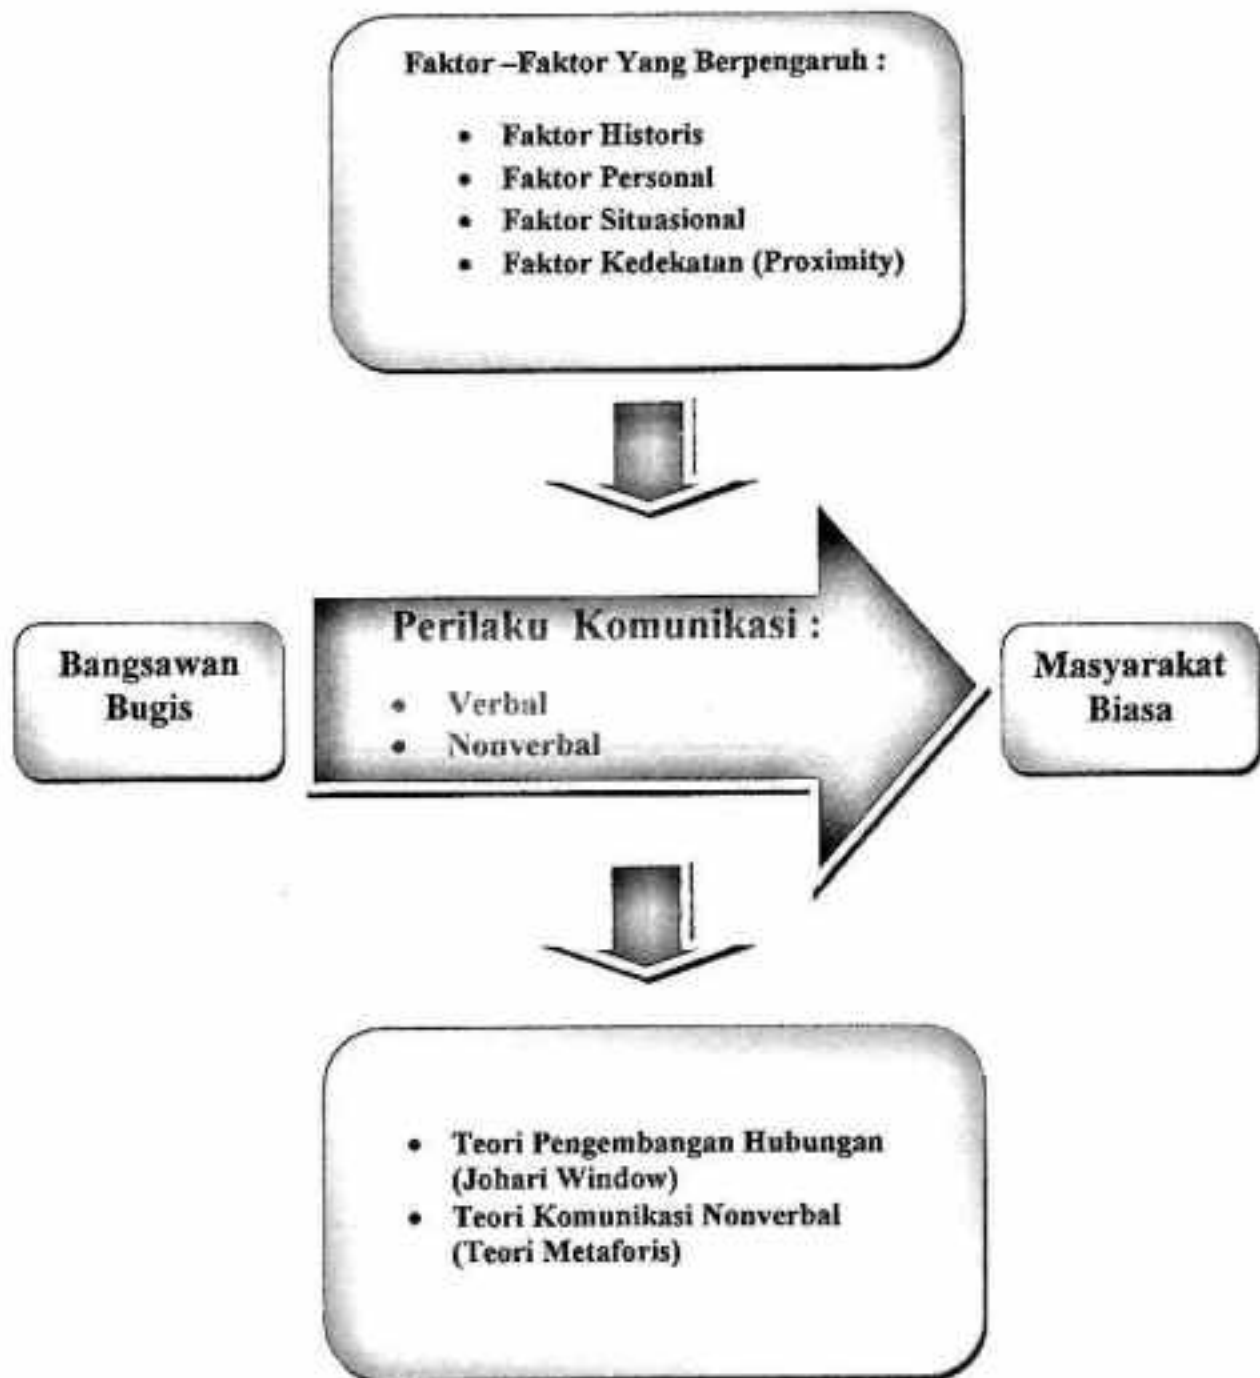 Faktor –Faktor Yang Berpengaruh :
• Faktor Historis
• Faktor Personal
• Faktor Situasional
• Faktor Kedekatan (Proximity)
Bangsawan
Bugis
Perilaku Komunikasi :
• Verbal
• Nonverbal
Masyarakat
Biasa
• Teori Pengembangan Hubungan
(Johari Window)
• Teori Komunikasi Nonverbal
(Teori Metaforis)